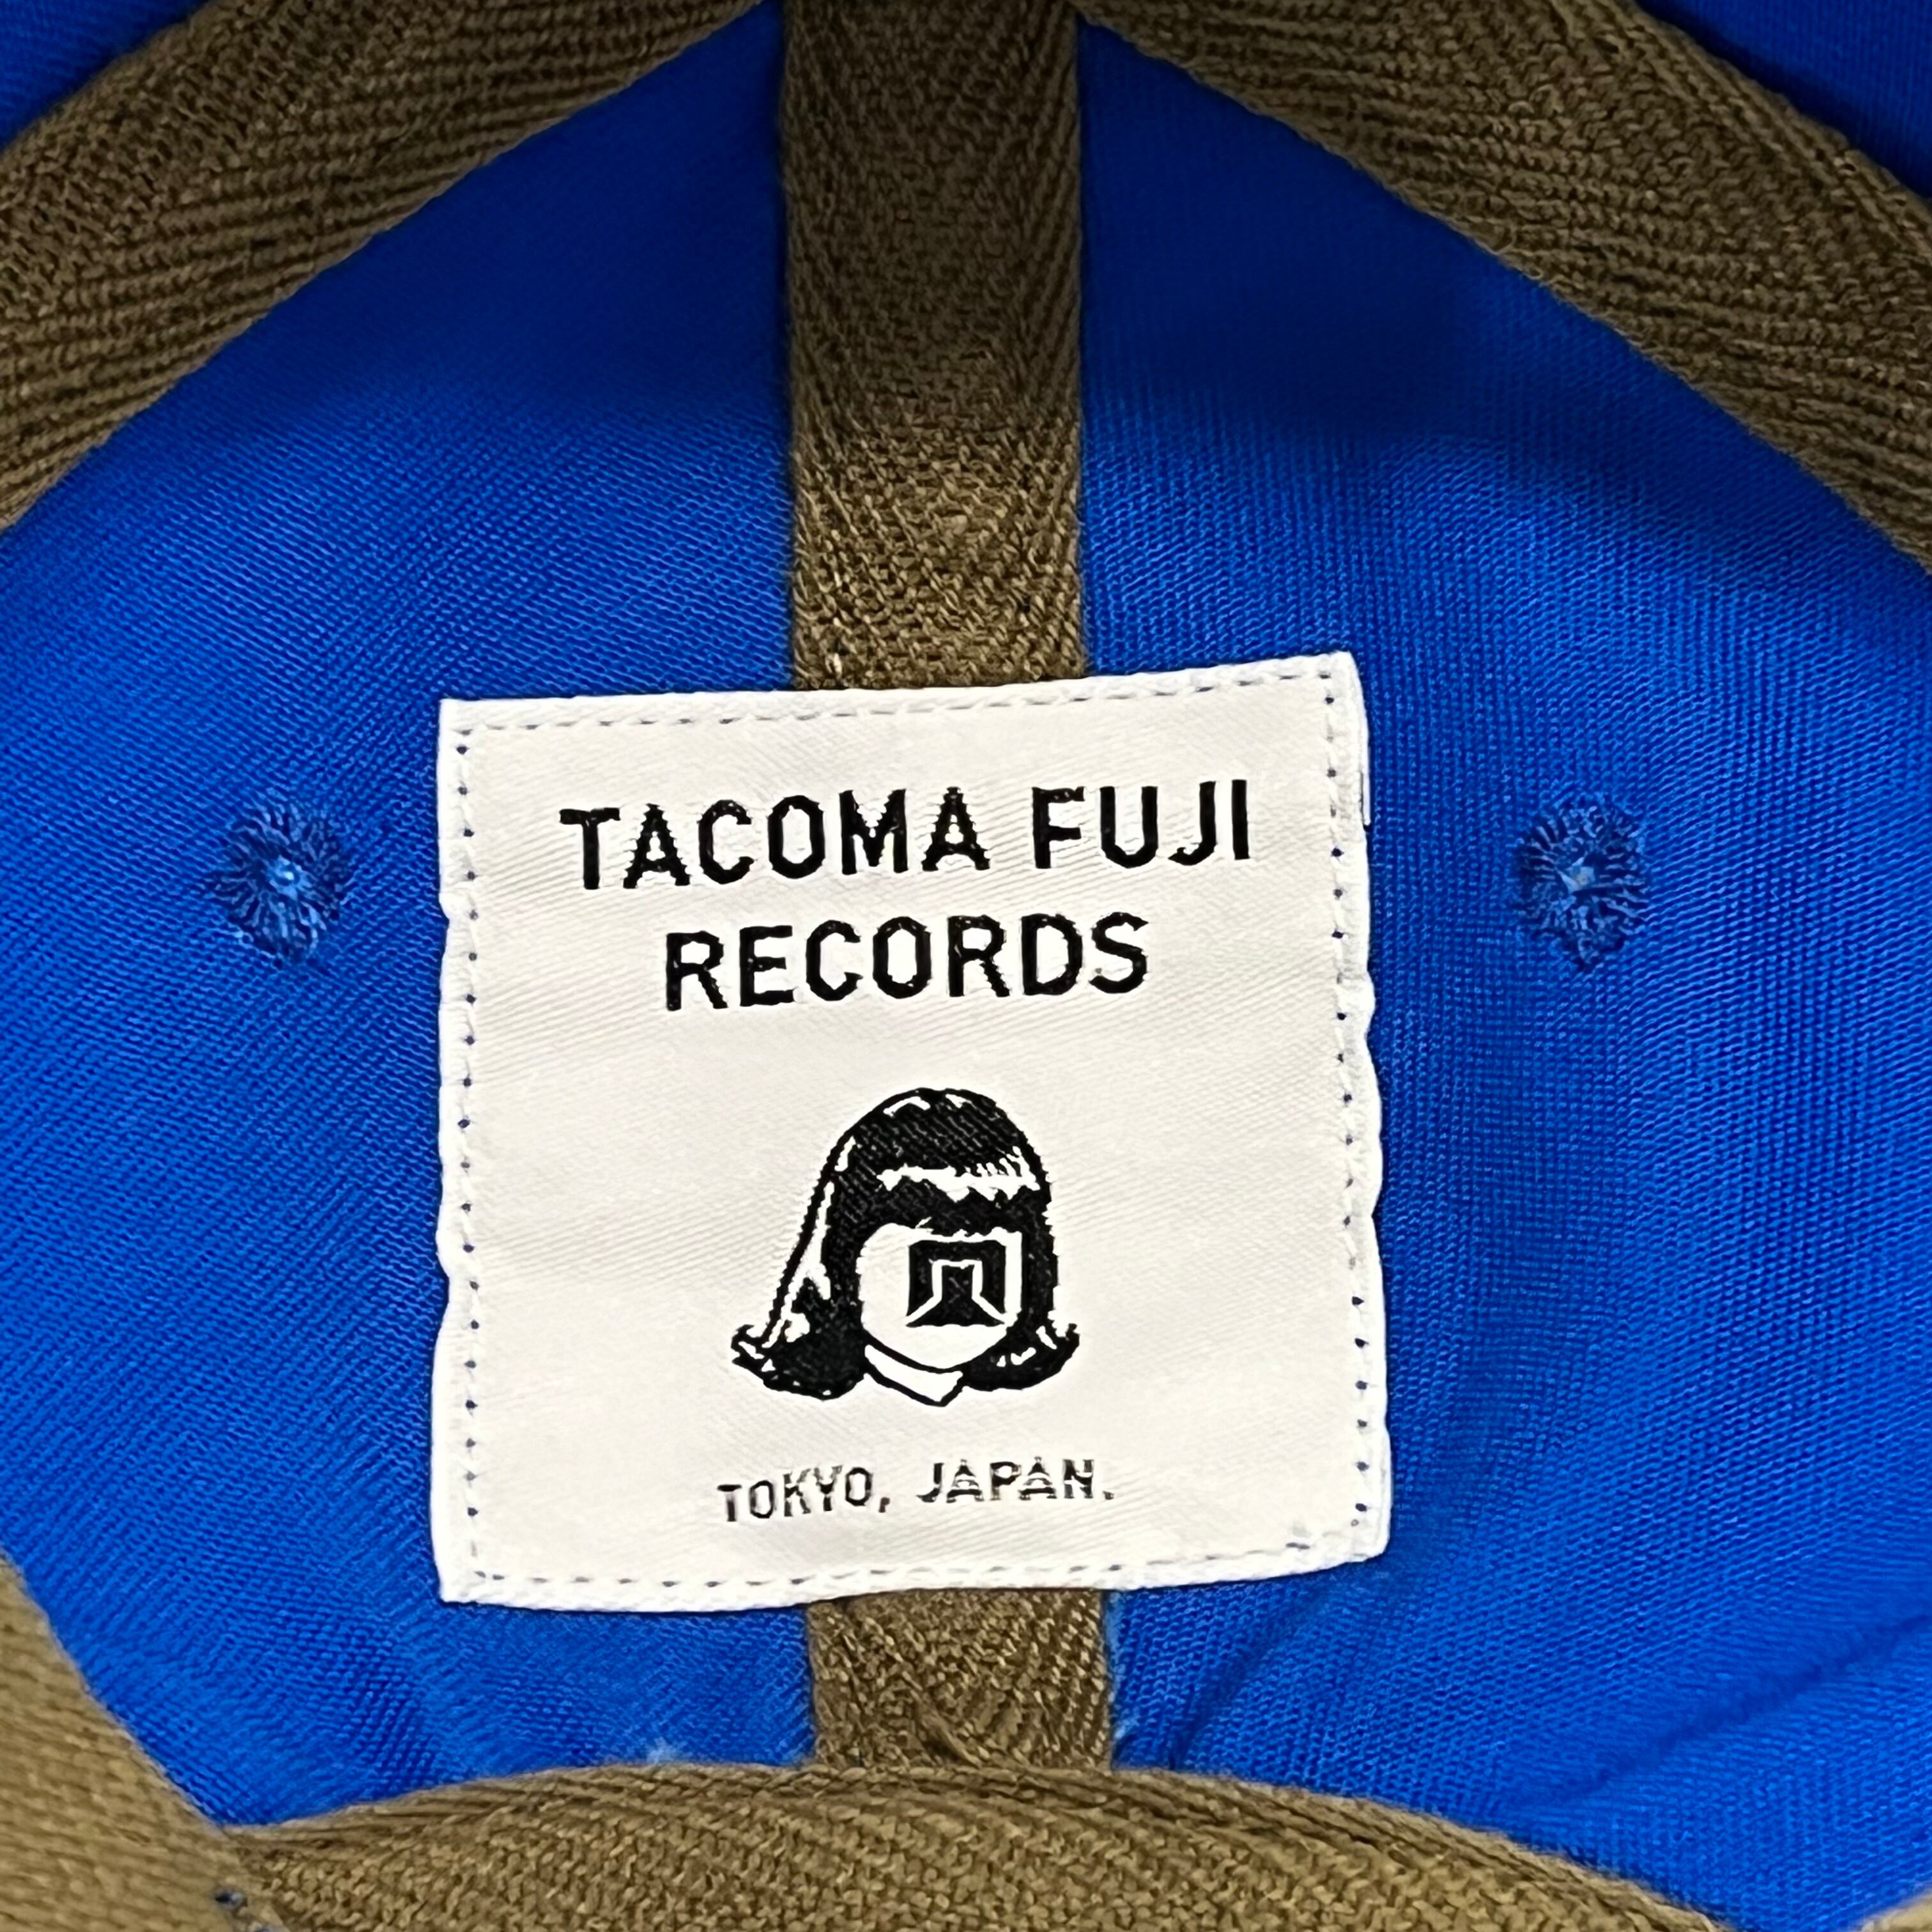 TACOMA FUJI
RECORDS
TOKYO, JAPAN.